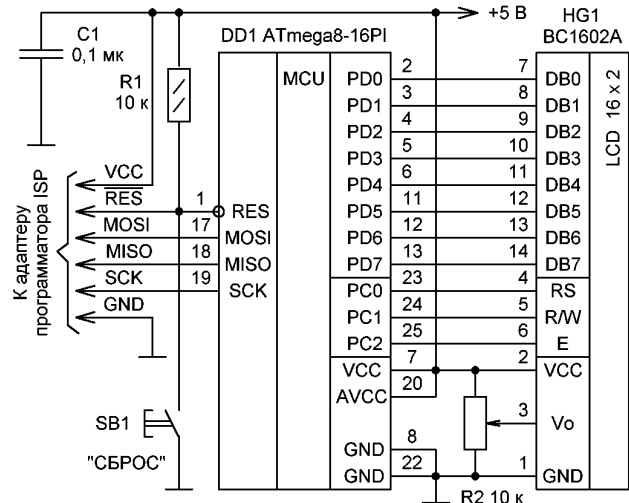 +5 В
C1
0,1 мк
R1
10 к
DD1 ATmega8-16PI
HG1
BC1602A
MCU
LCD 16 x 2
PD0 2 7 DB0
PD1 3 8 DB1
PD2 4 9 DB2
PD3 5 10 DB3
PD4 6 11 DB4
PD5 11 12 DB5
PD6 12 13 DB6
PD7 13 14 DB7
PC0 23 4 RS
PC1 24 5 R/W
PC2 25 6 E
VCC 7 2 VCC
AVCC 20
3 Vo
GND 8
GND 22 1 GND
R2 10 к
К адаптеру
программатора ISP
VCC
RES 1 RES
MOSI 17 MOSI
MISO 18 MISO
SCK 19 SCK
GND
SB1
"СБРОС"